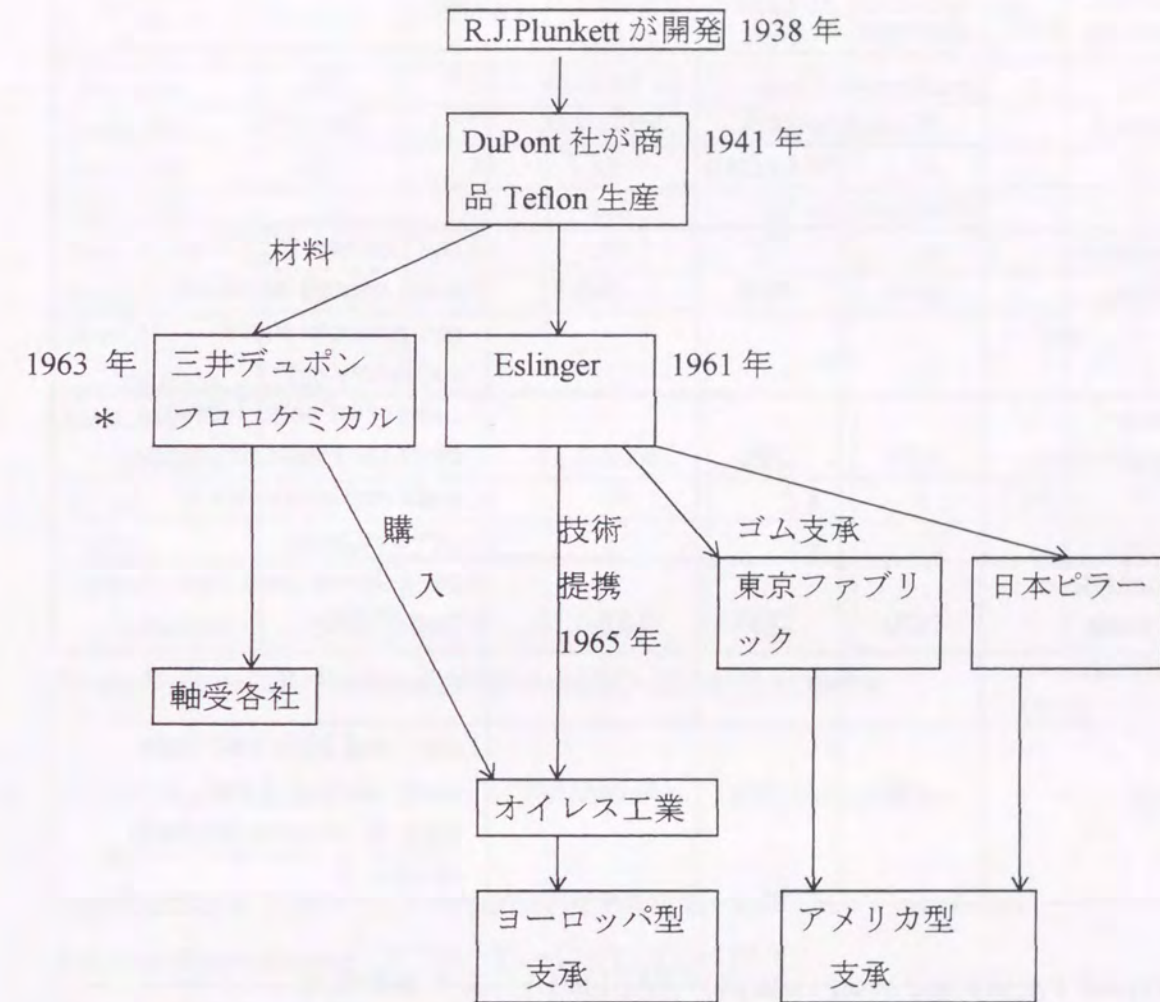 R.J.Plunkett が開発 1938 年
DuPont 社が商 1941 年
品 Teflon 生産
材料
1963 年 三井デュポン Eslinger 1961 年
* フロロケミカル
購 技術 ゴム支承
入 提携 東京ファブリ 日本ピラー
1965 年 ック
軸受各社
オイレス工業
ヨーロッパ型 アメリカ型
支承 支承